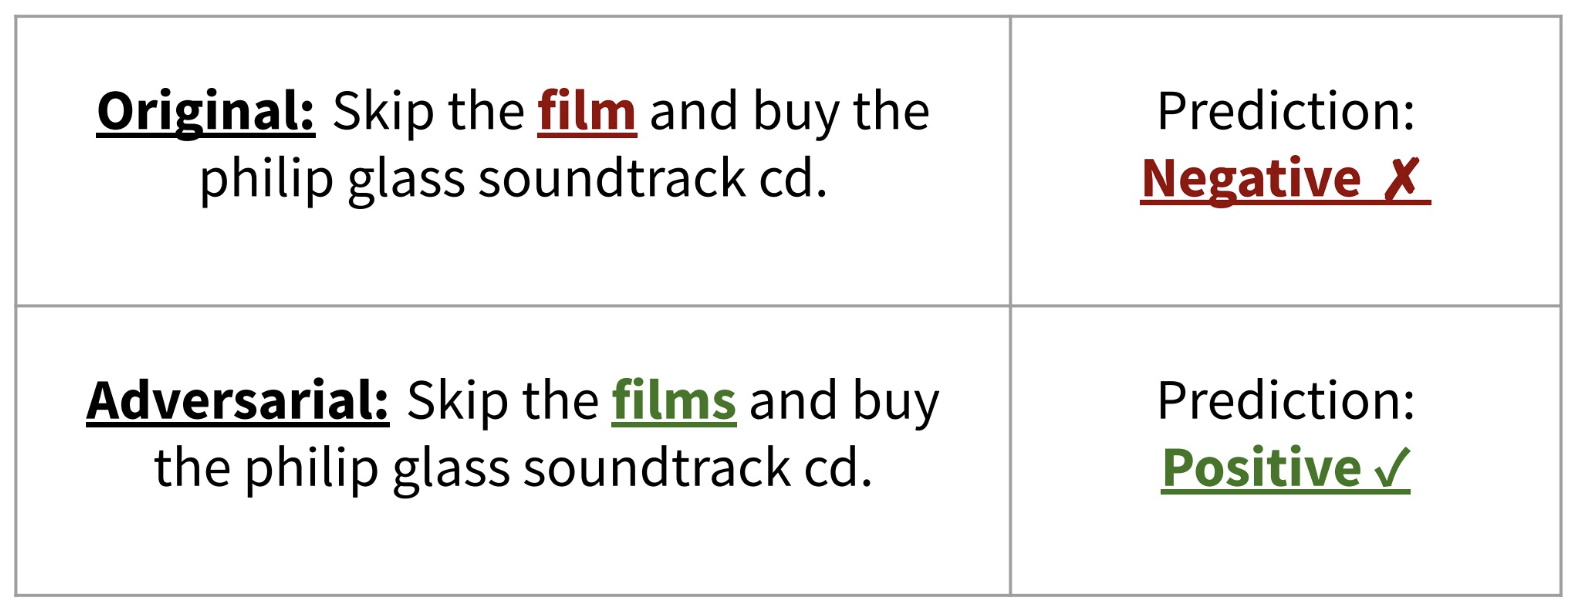 Original: Skip the film and buy the
philip glass soundtrack cd.
Prediction:
Negative ✗
Adversarial: Skip the films and buy
the philip glass soundtrack cd.
Prediction:
Positive ✓